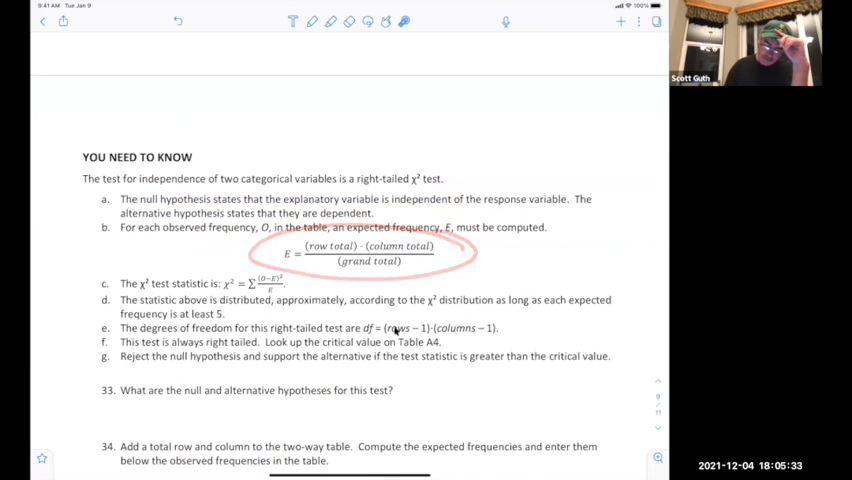 9:41 AM Tue Jan 9
100%
Scott Guth
YOU NEED TO KNOW
The test for independence of two categorical variables is a right-tailed χ² test.
a. The null hypothesis states that the explanatory variable is independent of the response variable. The
alternative hypothesis states that they are dependent.
b. For each observed frequency, O, in the table, an expected frequency, E, must be computed.
E = (row total) · (column total) / (grand total)
c. The χ² test statistic is: χ² = Σ (O−E)² / E.
d. The statistic above is distributed, approximately, according to the χ² distribution as long as each expected
frequency is at least 5.
e. The degrees of freedom for this right-tailed test are df = (rows − 1)·(columns − 1).
f. This test is always right tailed. Look up the critical value on Table A4.
g. Reject the null hypothesis and support the alternative if the test statistic is greater than the critical value.
9
/
11
33. What are the null and alternative hypotheses for this test?
34. Add a total row and column to the two-way table. Compute the expected frequencies and enter them
below the observed frequencies in the table.
2021-12-04 18:05:33